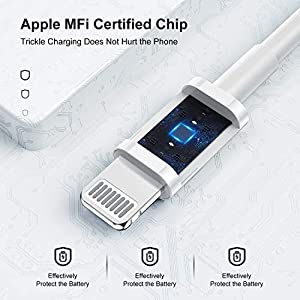 Apple MFi Certified Chip
Trickle Charging Does Not Hurt the Phone
Effectively
Protect the Battery
Effectively
Protect the Battery
Effectively
Protect the Battery